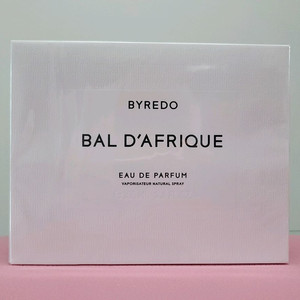 BYREDO
BAL D'AFRIQUE
EAU DE PARFUM
VAPORISATEUR NATURAL SPRAY